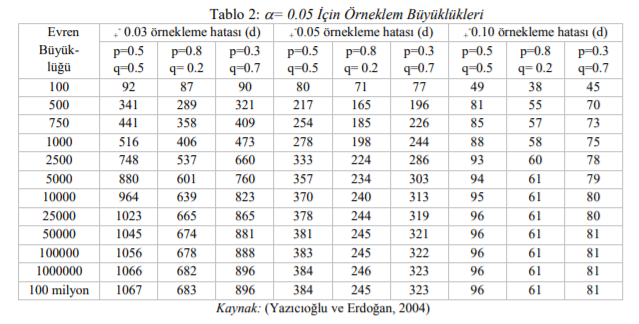 Tablo 2: α= 0.05 İçin Örneklem Büyüklükleri
Evren Büyük-lüğü +- 0.03 örnekleme hatası (d) +-0.05 örnekleme hatası (d) +-0.10 örnekleme hatası (d)
p=0.5 p=0.8 p=0.3 p=0.5 p=0.8 p=0.3 p=0.5 p=0.8 p=0.3
q=0.5 q= 0.2 q=0.7 q=0.5 q= 0.2 q=0.7 q=0.5 q= 0.2 q=0.7
100 92 87 90 80 71 77 49 38 45
500 341 289 321 217 165 196 81 55 70
750 441 358 409 254 185 226 85 57 73
1000 516 406 473 278 198 244 88 58 75
2500 748 537 660 333 224 286 93 60 78
5000 880 601 760 357 234 303 94 61 79
10000 964 639 823 370 240 313 95 61 80
25000 1023 665 865 378 244 319 96 61 80
50000 1045 674 881 381 245 321 96 61 81
100000 1056 678 888 383 245 322 96 61 81
1000000 1066 682 896 384 246 323 96 61 81
100 milyon 1067 683 896 384 245 323 96 61 81
Kaynak: (Yazıcıoğlu ve Erdoğan, 2004)